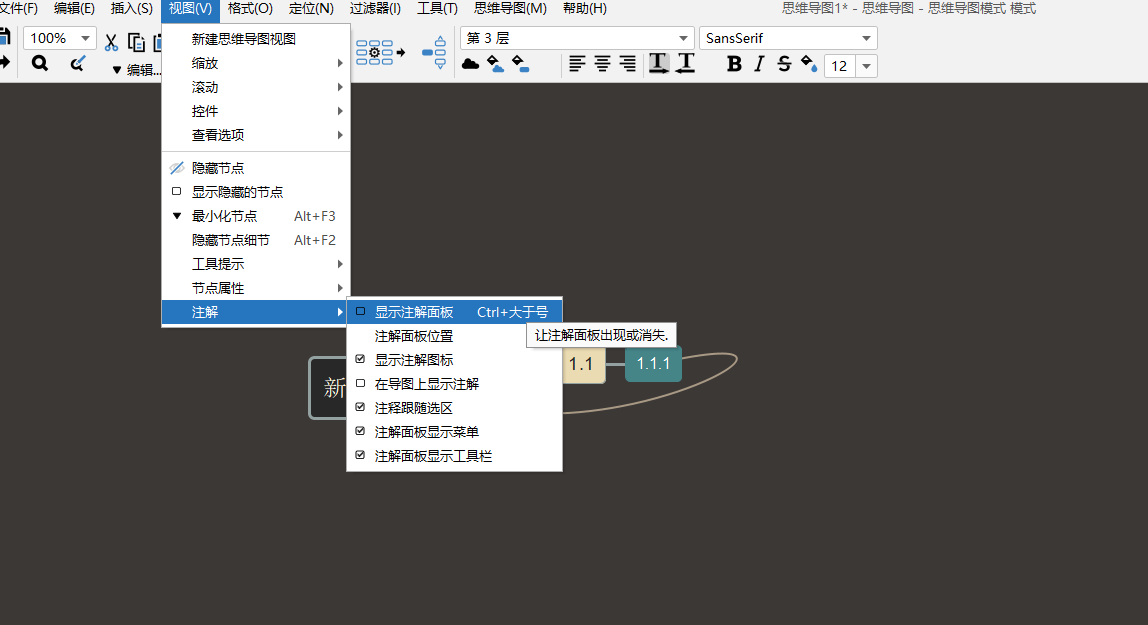 文件(F) 编辑(E) 插入(S) 视图(V) 格式(O) 定位(N) 过滤器(I) 工具(T) 思维导图(M) 帮助(H) 思维导图1* - 思维导图 - 思维导图模式 模式
100% 第 3 层 SansSerif
编辑... B I S 12
新建思维导图视图
缩放
滚动
控件
查看选项
隐藏节点
显示隐藏的节点
最小化节点 Alt+F3
隐藏节点细节 Alt+F2
工具提示
节点属性
注解
显示注解面板 Ctrl+大于号
注解面板位置
显示注解图标
在导图上显示注解
注释跟随选区
注解面板显示菜单
注解面板显示工具栏
让注解面板出现或消失.
新
1.1
1.1.1